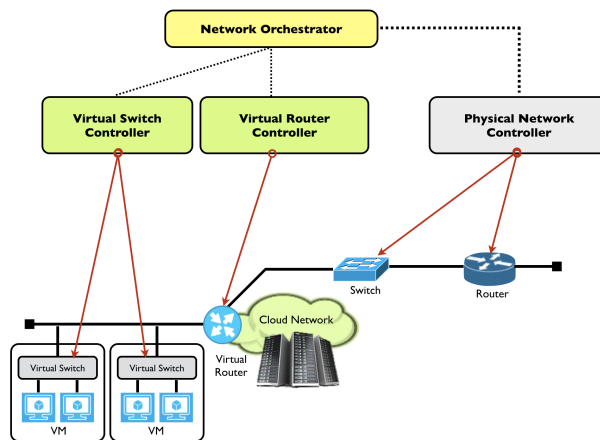 Network Orchestrator
Virtual Switch
Controller
Virtual Router
Controller
Physical Network
Controller
Switch
Router
Cloud Network
Virtual
Router
Virtual Switch
Virtual Switch
VM
VM